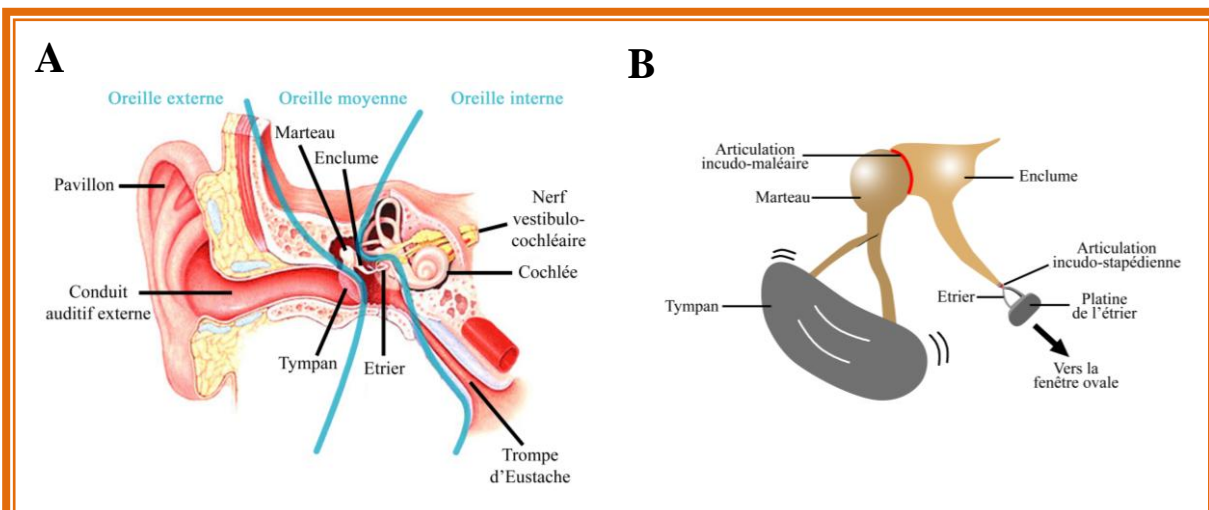 A
Oreille externe
Oreille moyenne
Oreille interne
Marteau
Enclume
Pavillon
Nerf
vestibulo-
cochléaire
Cochlée
Conduit
auditif externe
Tympan
Etrier
Trompe
d'Eustache
B
Articulation
incudo-maléaire
Marteau
Enclume
Articulation
incudo-stapédienne
Tympan
Etrier
Platine
de l'étrier
Vers la
fenêtre ovale